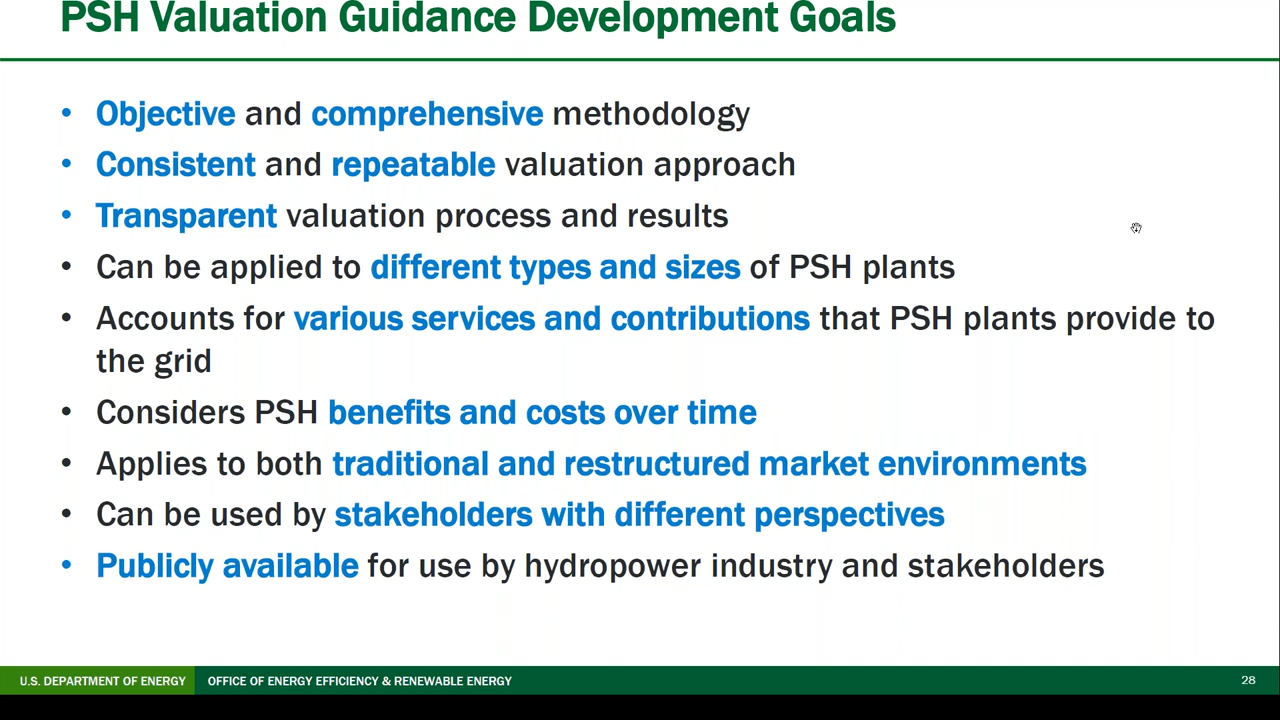 PSH Valuation Guidance Development Goals
• Objective and comprehensive methodology
• Consistent and repeatable valuation approach
• Transparent valuation process and results
• Can be applied to different types and sizes of PSH plants
• Accounts for various services and contributions that PSH plants provide to
the grid
• Considers PSH benefits and costs over time
• Applies to both traditional and restructured market environments
• Can be used by stakeholders with different perspectives
• Publicly available for use by hydropower industry and stakeholders
U.S. DEPARTMENT OF ENERGY OFFICE OF ENERGY EFFICIENCY & RENEWABLE ENERGY 28